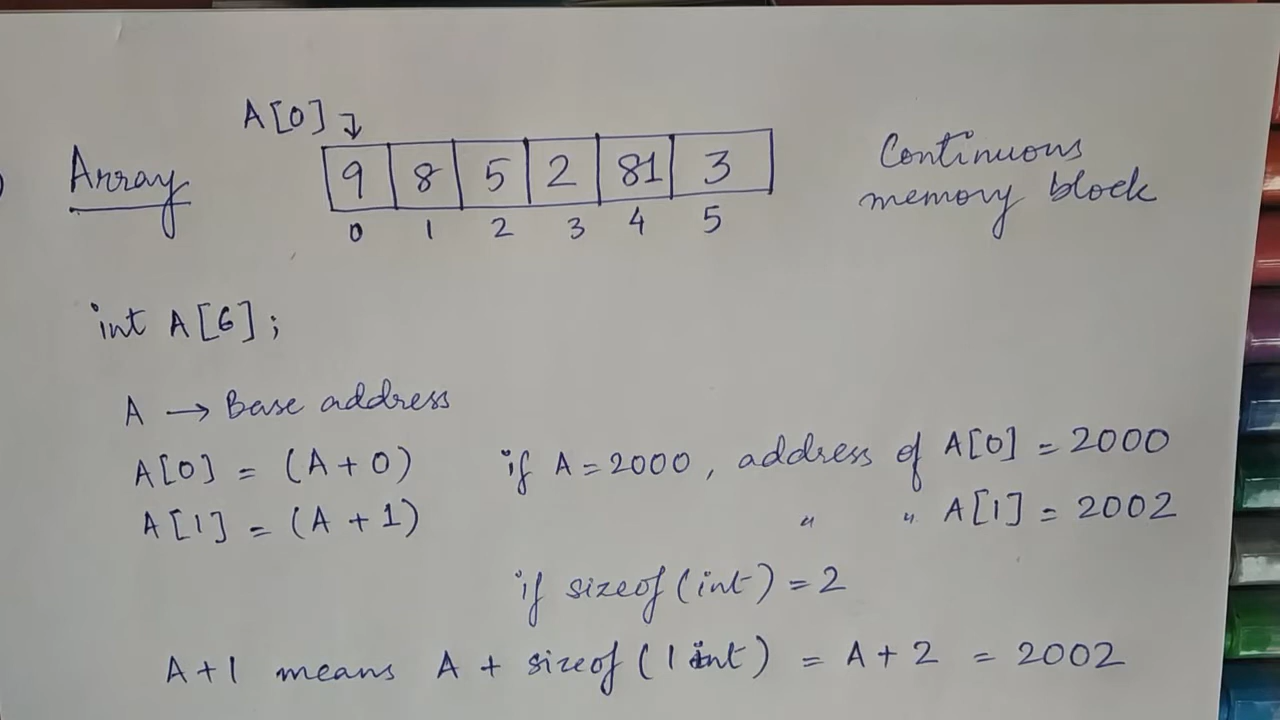 A[0]
Array 9 8 5 2 81 3 Continuous
memory block
0 1 2 3 4 5
int A[6];
A → Base address
A[0] = (A+0) if A = 2000, address of A[0] = 2000
A[1] = (A+1) " " A[1] = 2002
if sizeof(int) = 2
A+1 means A + sizeof(1 int) = A+2 = 2002